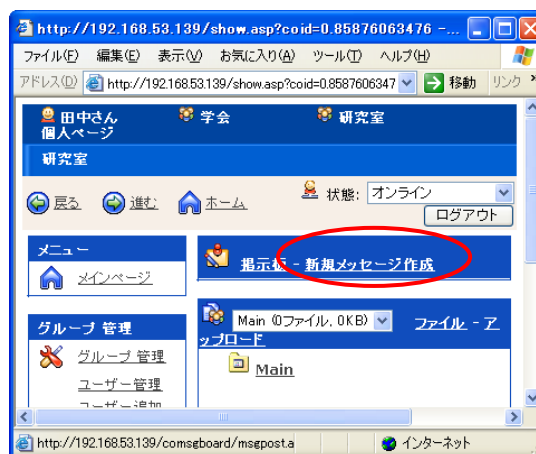 http://192.168.53.139/show.asp?coid=0.85876063476 -...
ファイル(F) 編集(E) 表示(V) お気に入り(A) ツール(T) ヘルプ(H)
アドレス(D) http://192.168.53.139/show.asp?coid=0.8587606347 移動 リンク »
田中さん 個人ページ 学会 研究室
研究室
戻る 進む ホーム 状態: オンライン
ログアウト
メニュー
メインページ
掲示板 - 新規メッセージ作成
グループ 管理
グループ 管理
ユーザー管理
ユーザー追加
Main (0ファイル, 0KB) ファイル - アップロード
Main
http://192.168.53.139/comsgboard/msgpost.a インターネット